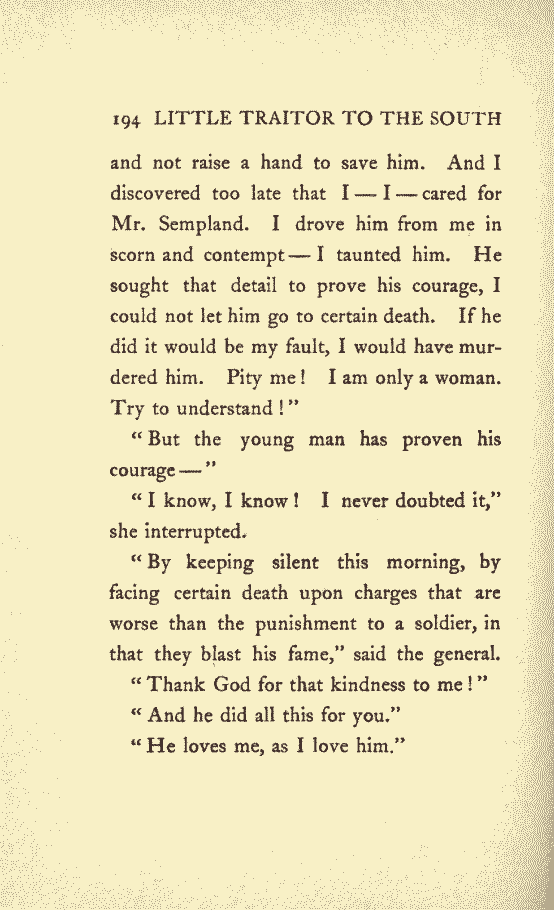 194 LITTLE TRAITOR TO THE SOUTH
and not raise a hand to save him. And I
discovered too late that I — I — cared for
Mr. Sempland. I drove him from me in
scorn and contempt — I taunted him. He
sought that detail to prove his courage, I
could not let him go to certain death. If he
did it would be my fault, I would have mur-
dered him. Pity me! I am only a woman.
Try to understand!”
“But the young man has proven his
courage — ”
“I know, I know! I never doubted it,”
she interrupted.
“By keeping silent this morning, by
facing certain death upon charges that are
worse than the punishment to a soldier, in
that they blast his fame,” said the general.
“Thank God for that kindness to me!”
“And he did all this for you.”
“He loves me, as I love him.”